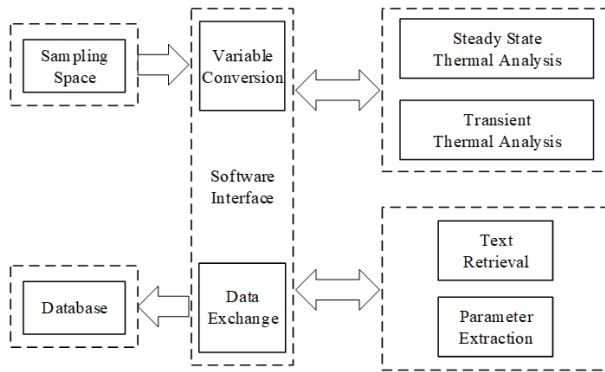 Sampling
Space
Variable
Conversion
Steady State
Thermal Analysis
Transient
Thermal Analysis
Software
Interface
Database
Data
Exchange
Text
Retrieval
Parameter
Extraction